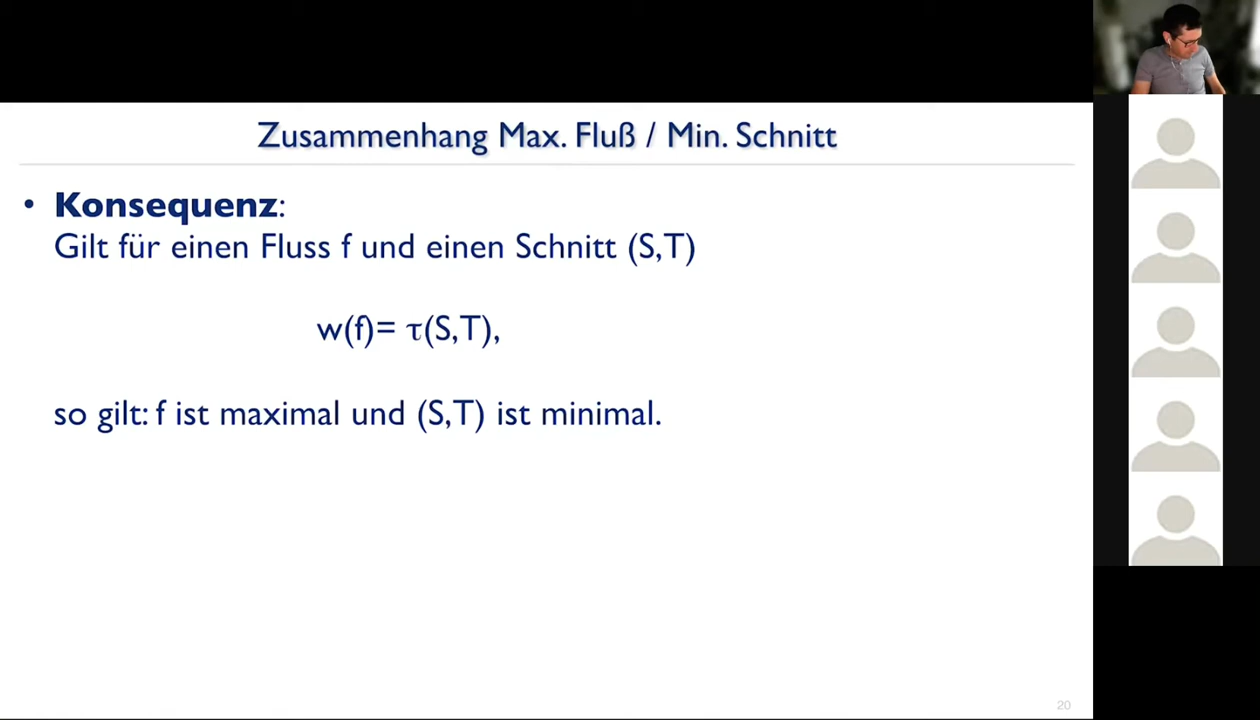 Zusammenhang Max. Fluß / Min. Schnitt
• Konsequenz:
Gilt für einen Fluss f und einen Schnitt (S,T)
w(f)= τ(S,T),
so gilt: f ist maximal und (S,T) ist minimal.
20